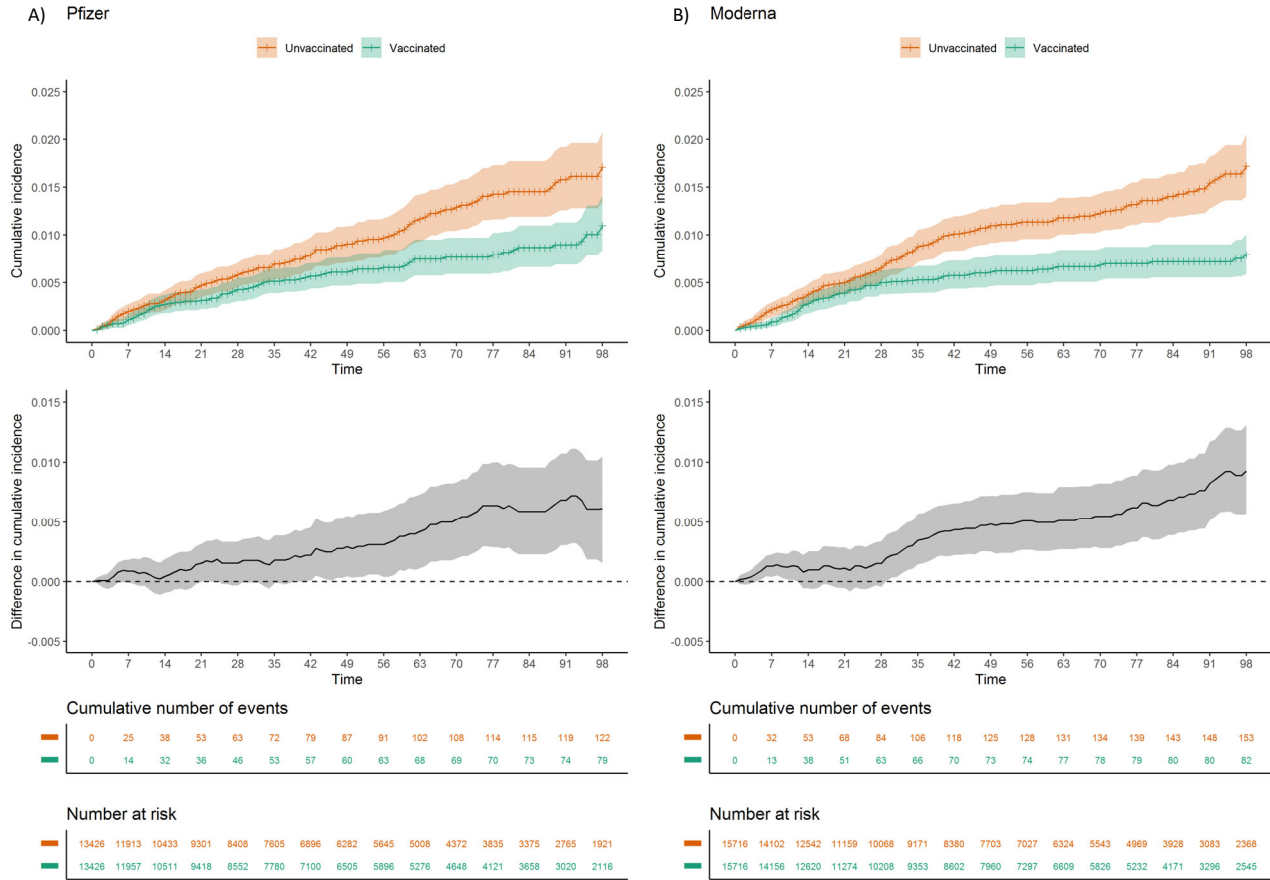 A) Pfizer
Unvaccinated Vaccinated
Cumulative incidence
0.025
0.020
0.015
0.010
0.005
0.000
0 7 14 21 28 35 42 49 56 63 70 77 84 91 98
Time
Difference in cumulative incidence
0.015
0.010
0.005
0.000
-0.005
0 7 14 21 28 35 42 49 56 63 70 77 84 91 98
Time
Cumulative number of events
0 25 38 53 63 72 79 87 91 102 108 114 115 119 122
0 14 32 36 46 53 57 60 63 68 69 70 73 74 79
Number at risk
13426 11913 10433 9301 8408 7605 6896 6282 5645 5008 4372 3835 3375 2765 1921
13426 11957 10511 9418 8552 7780 7100 6505 5896 5276 4648 4121 3658 3020 2116
B) Moderna
Unvaccinated Vaccinated
Cumulative incidence
0.025
0.020
0.015
0.010
0.005
0.000
0 7 14 21 28 35 42 49 56 63 70 77 84 91 98
Time
Difference in cumulative incidence
0.015
0.010
0.005
0.000
-0.005
0 7 14 21 28 35 42 49 56 63 70 77 84 91 98
Time
Cumulative number of events
0 32 53 68 84 106 118 125 128 131 134 139 143 148 153
0 13 38 51 63 66 70 73 74 77 78 79 80 80 82
Number at risk
15716 14102 12542 11159 10068 9171 8380 7703 7027 6324 5543 4969 3928 3083 2368
15716 14156 12620 11274 10208 9353 8602 7960 7297 6609 5826 5232 4171 3296 2545